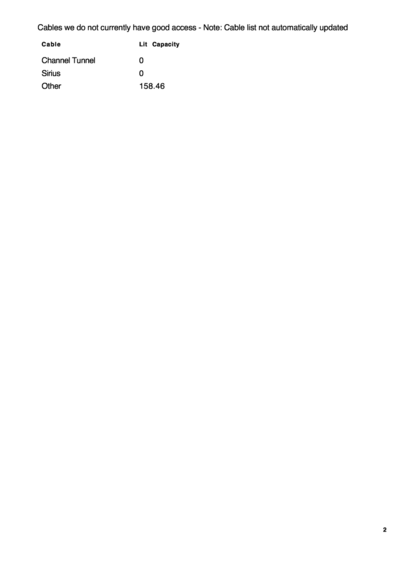 Cables we do not currently have good access - Note: Cable list not automatically updated
Cable Lit Capacity
Channel Tunnel 0
Sirius 0
Other 158.46
2